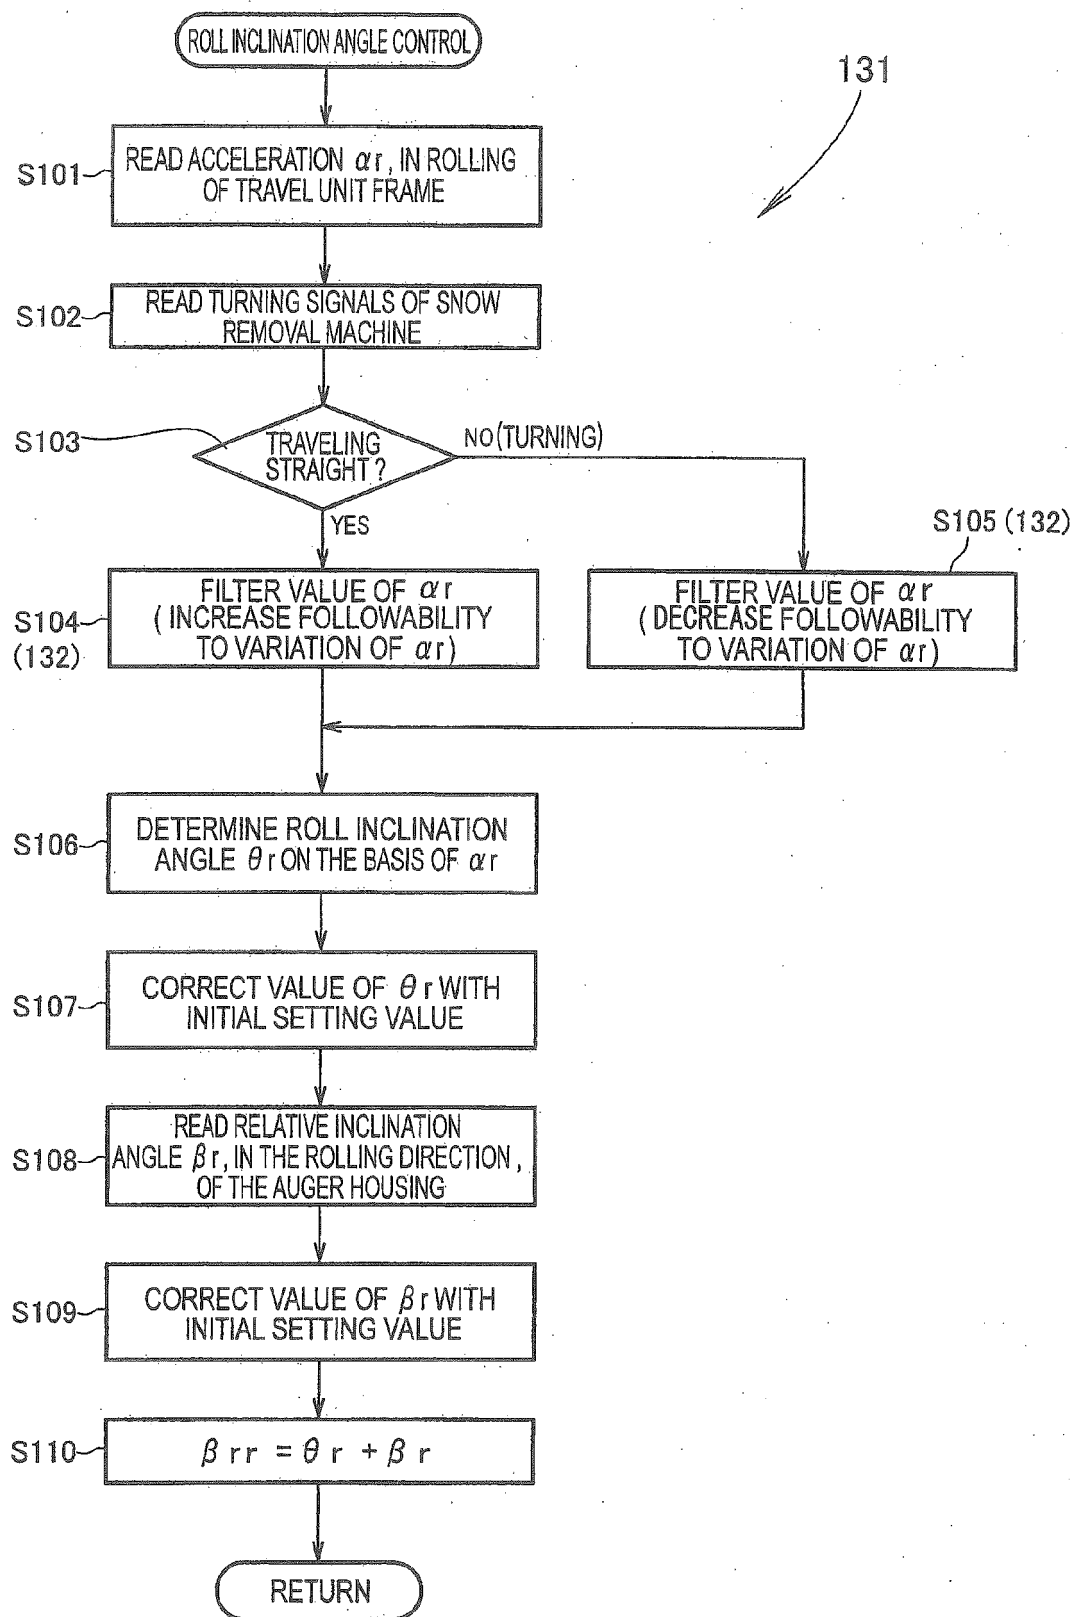 ROLL INCLINATION ANGLE CONTROL
131
S101
READ ACCELERATION αr, IN ROLLING
OF TRAVEL UNIT FRAME
S102
READ TURNING SIGNALS OF SNOW
REMOVAL MACHINE
S103
TRAVELING
STRAIGHT?
NO(TURNING)
YES
S104
(132)
FILTER VALUE OF αr
(INCREASE FOLLOWABILITY
TO VARIATION OF αr)
S105(132)
FILTER VALUE OF αr
(DECREASE FOLLOWABILITY
TO VARIATION OF αr)
S106
DETERMINE ROLL INCLINATION
ANGLE θr ON THE BASIS OF αr
S107
CORRECT VALUE OF θr WITH
INITIAL SETTING VALUE
S108
READ RELATIVE INCLINATION
ANGLE βr, IN THE ROLLING DIRECTION,
OF THE AUGER HOUSING
S109
CORRECT VALUE OF βr WITH
INITIAL SETTING VALUE
S110
βrr = θr + βr
RETURN